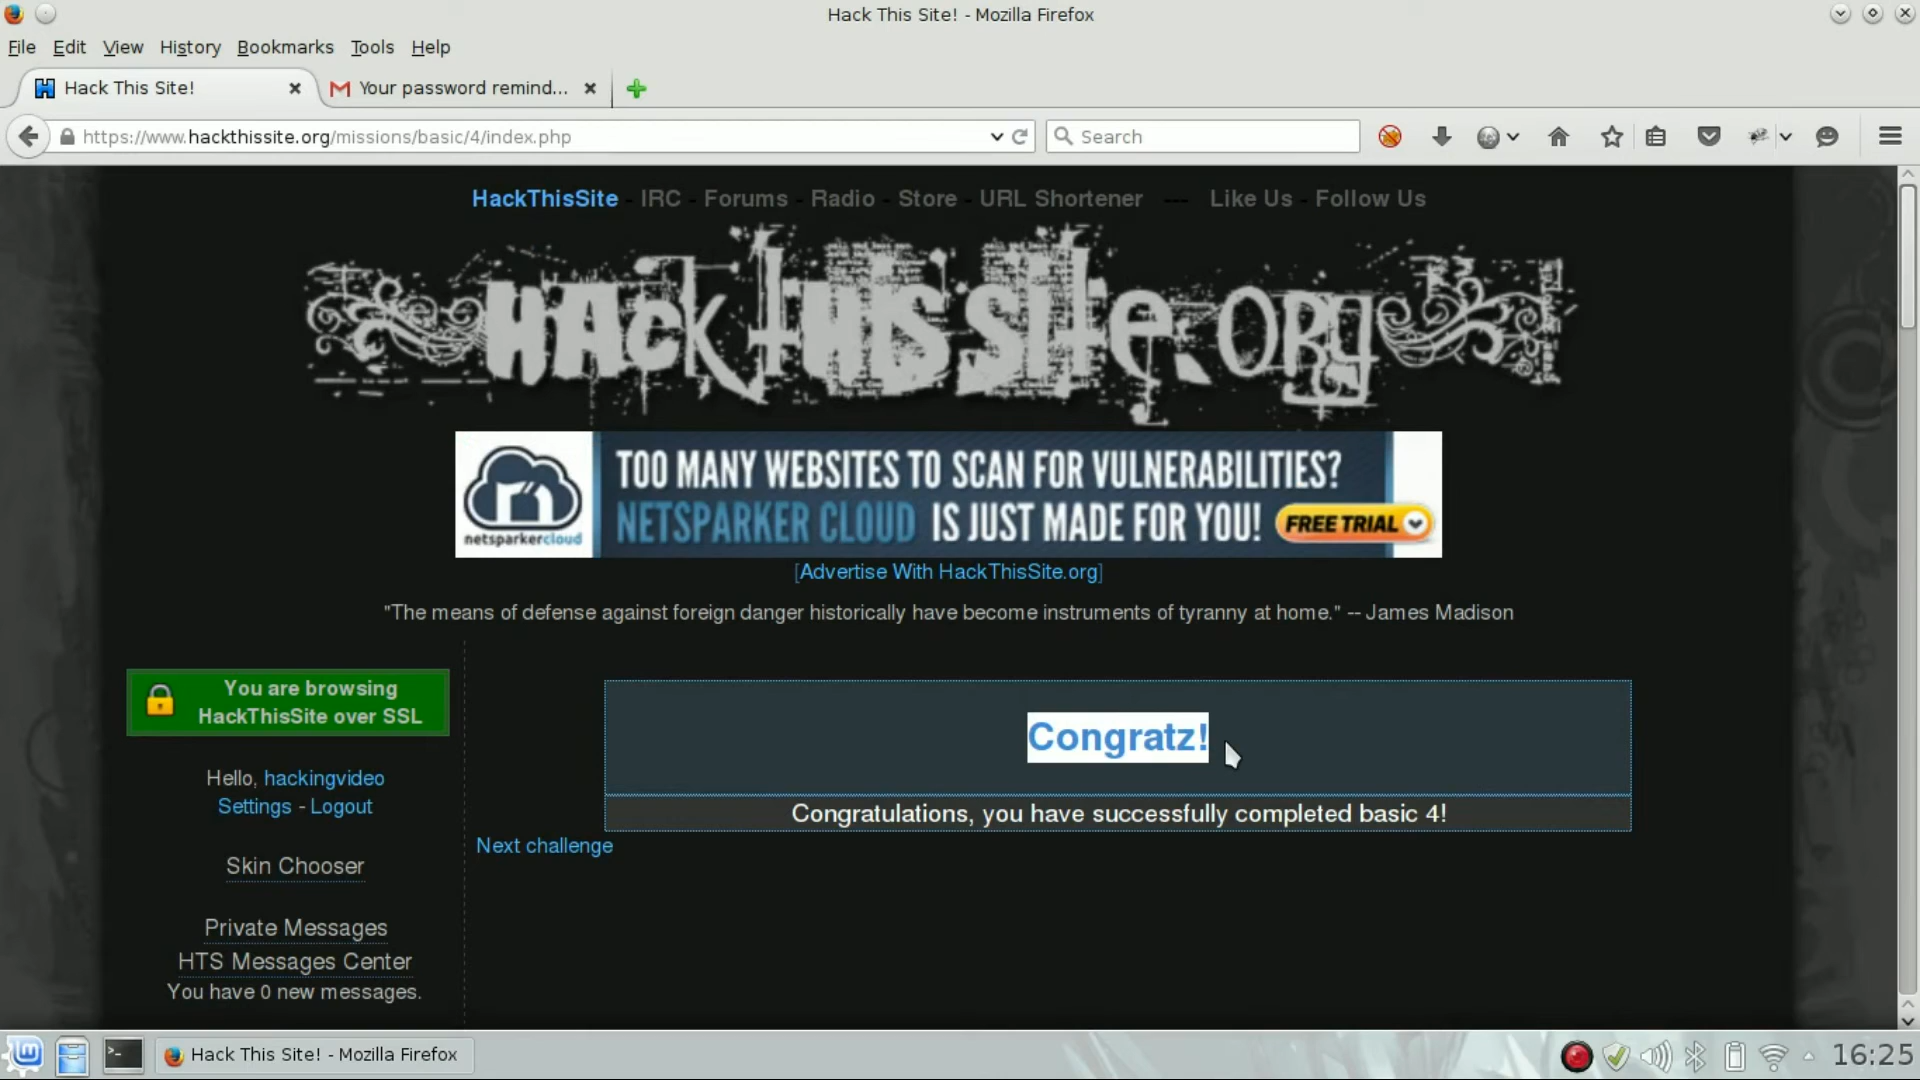 Hack This Site! - Mozilla Firefox
File Edit View History Bookmarks Tools Help
Hack This Site!
Your password remind...
https://www.hackthissite.org/missions/basic/4/index.php
Search
HackThisSite - IRC - Forums - Radio - Store - URL Shortener --- Like Us - Follow Us
HAckTHisSite.ORg
TOO MANY WEBSITES TO SCAN FOR VULNERABILITIES?
NETSPARKER CLOUD IS JUST MADE FOR YOU!
FREE TRIAL
netsparkercloud
[Advertise With HackThisSite.org]
"The means of defense against foreign danger historically have become instruments of tyranny at home." -- James Madison
You are browsing
HackThisSite over SSL
Congratz!
Congratulations, you have successfully completed basic 4!
Next challenge
Hello, hackingvideo
Settings - Logout
Skin Chooser
Private Messages
HTS Messages Center
You have 0 new messages.
Hack This Site! - Mozilla Firefox
16:25